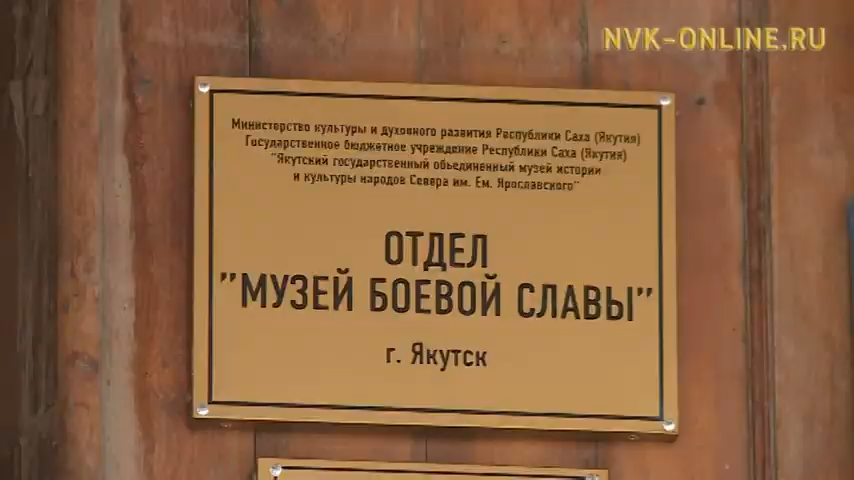 NVK-ONLINE.RU
Министерство культуры и духовного развития Республики Саха (Якутия)
Государственное бюджетное учреждение Республики Саха (Якутия)
"Якутский государственный объединенный музей истории
и культуры народов Севера им. Ем. Ярославского"
ОТДЕЛ
"МУЗЕЙ БОЕВОЙ СЛАВЫ"
г. Якутск